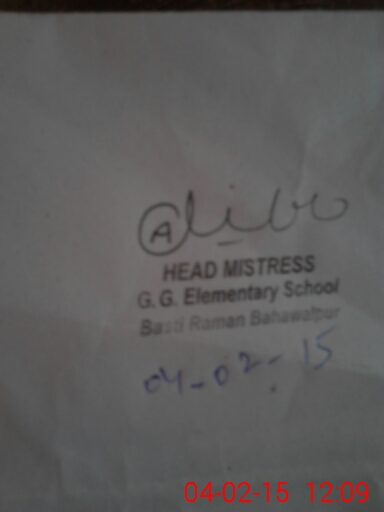 HEAD MISTRESS
G. G. Elementary School
Basti Raman Bahawalpur
04-02-15
04-02-15 12:09